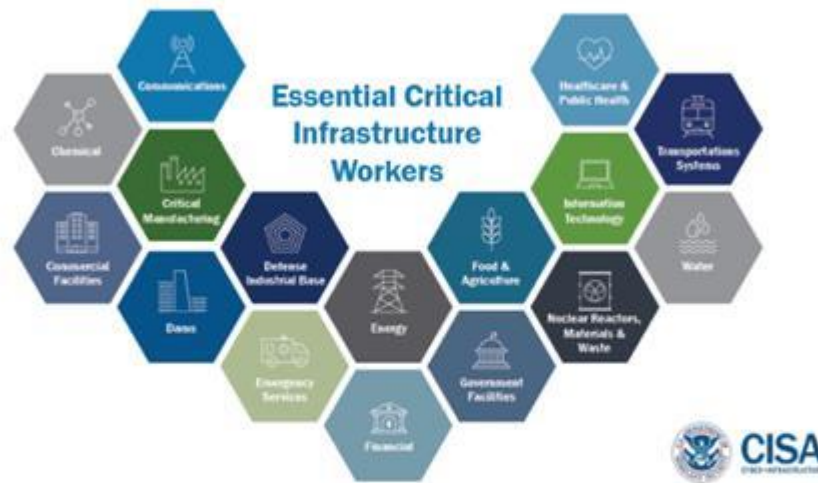 Essential Critical
Infrastructure
Workers
Communications
Healthcare &
Public Health
Chemical
Transportations
Systems
Critical
Manufacturing
Information
Technology
Commercial
Facilities
Defense
Industrial Base
Food &
Agriculture
Water
Dams
Energy
Nuclear Reactors,
Materials &
Waste
Emergency
Services
Government
Facilities
Financial
CISA